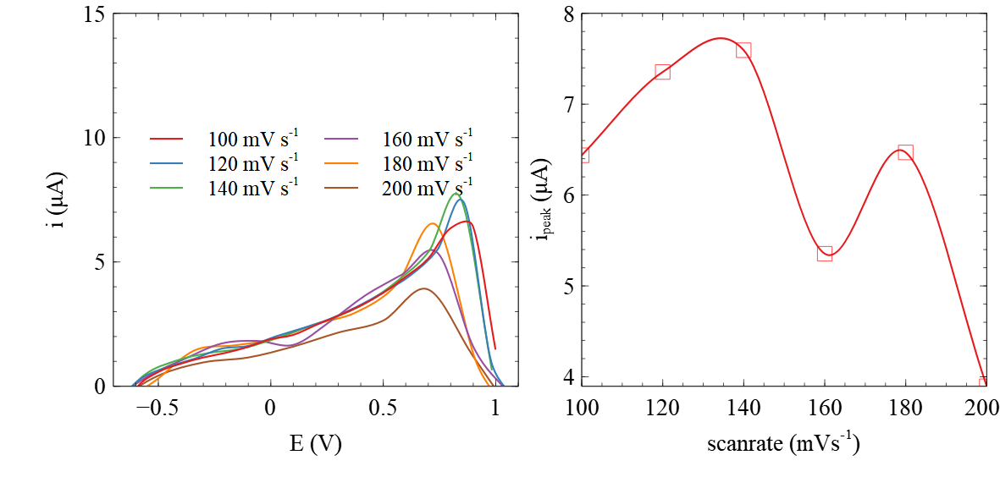 15
10
5
0
i (μA)
100 mV s⁻¹
120 mV s⁻¹
140 mV s⁻¹
160 mV s⁻¹
180 mV s⁻¹
200 mV s⁻¹
−0.5 0 0.5 1
E (V)
8
7
6
5
4
iₚₑₐₖ (μA)
100 120 140 160 180 200
scanrate (mVs⁻¹)